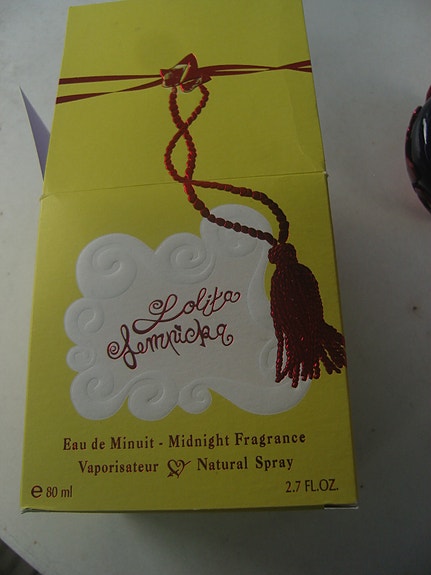 Lolita
Lempicka
Eau de Minuit - Midnight Fragrance
Vaporisateur Natural Spray
e 80 ml 2.7 FL.OZ.